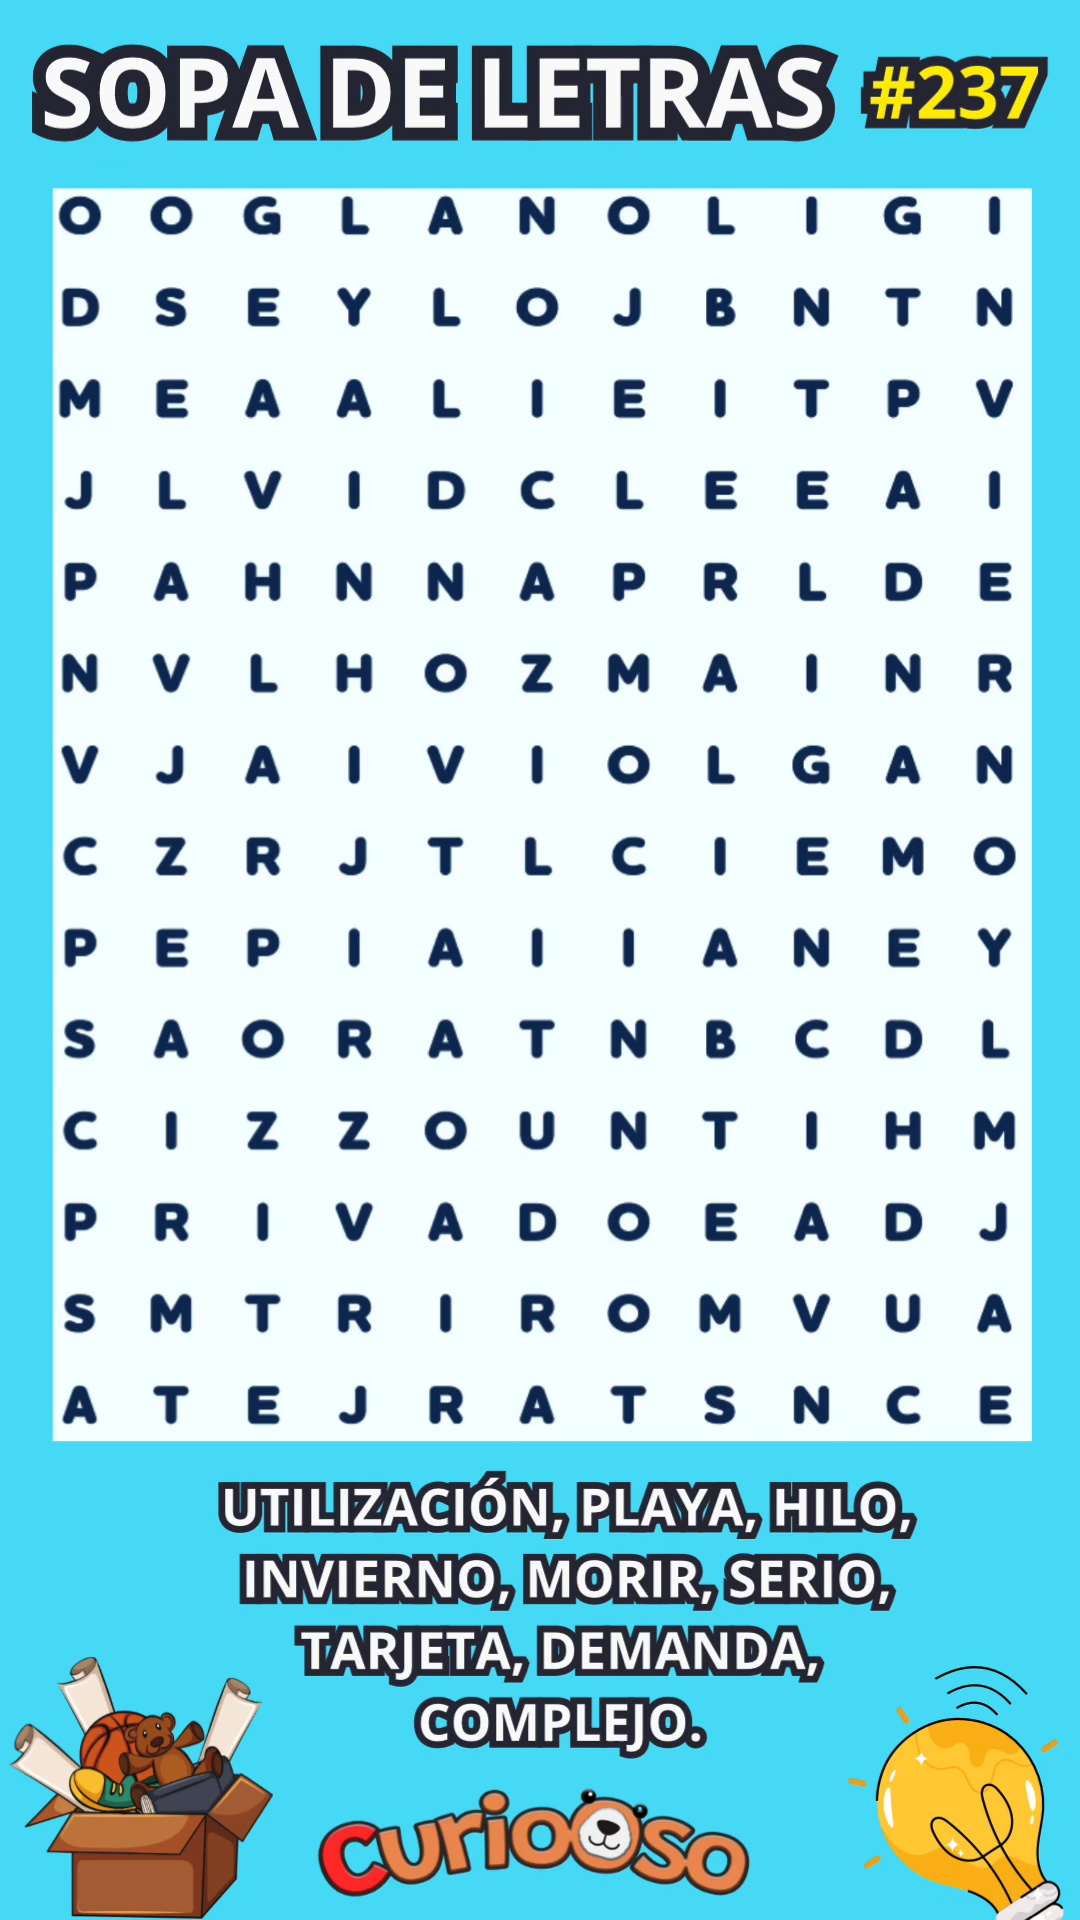 SOPA DE LETRAS #237
O O G L A N O L I G I
D S E Y L O J B N T N
M E A A L I E I T P V
J L V I D C L E E A I
P A H N N A P R L D E
N V L H O Z M A I N R
V J A I V I O L G A N
C Z R J T L C I E M O
P E P I A I I A N E Y
S A O R A T N B C D L
C I Z Z O U N T I H M
P R I V A D O E A D J
S M T R I R O M V U A
A T E J R A T S N C E
UTILIZACIÓN, PLAYA, HILO,
INVIERNO, MORIR, SERIO,
TARJETA, DEMANDA,
COMPLEJO.
CURIOOSO